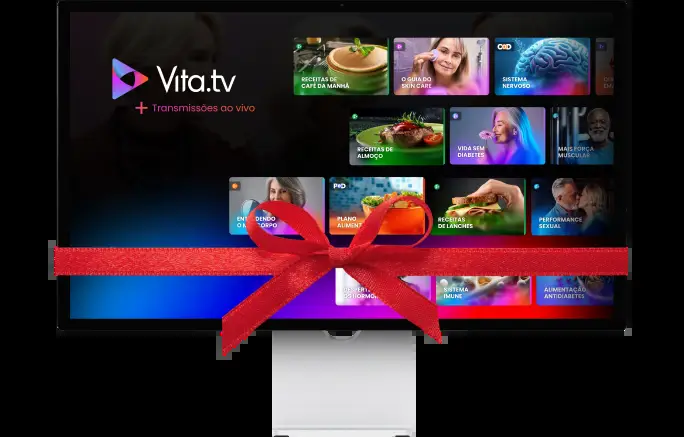 Vita.tv
+ Transmissões ao vivo
RECEITAS DE
CAFÉ DA MANHÃ
O GUIA DO
SKIN CARE
SISTEMA
NERVOSO
RECEITAS DE
ALMOÇO
VIDA SEM
DIABETES
MAIS FORÇA
MUSCULAR
O M
CORPO
PLANO
RECEITAS
DE LANCHES
PERFORMANCE
SEXUAL
SISTEMA
IMUNE
ALIMENTAÇÃO
ANTIDIABETES